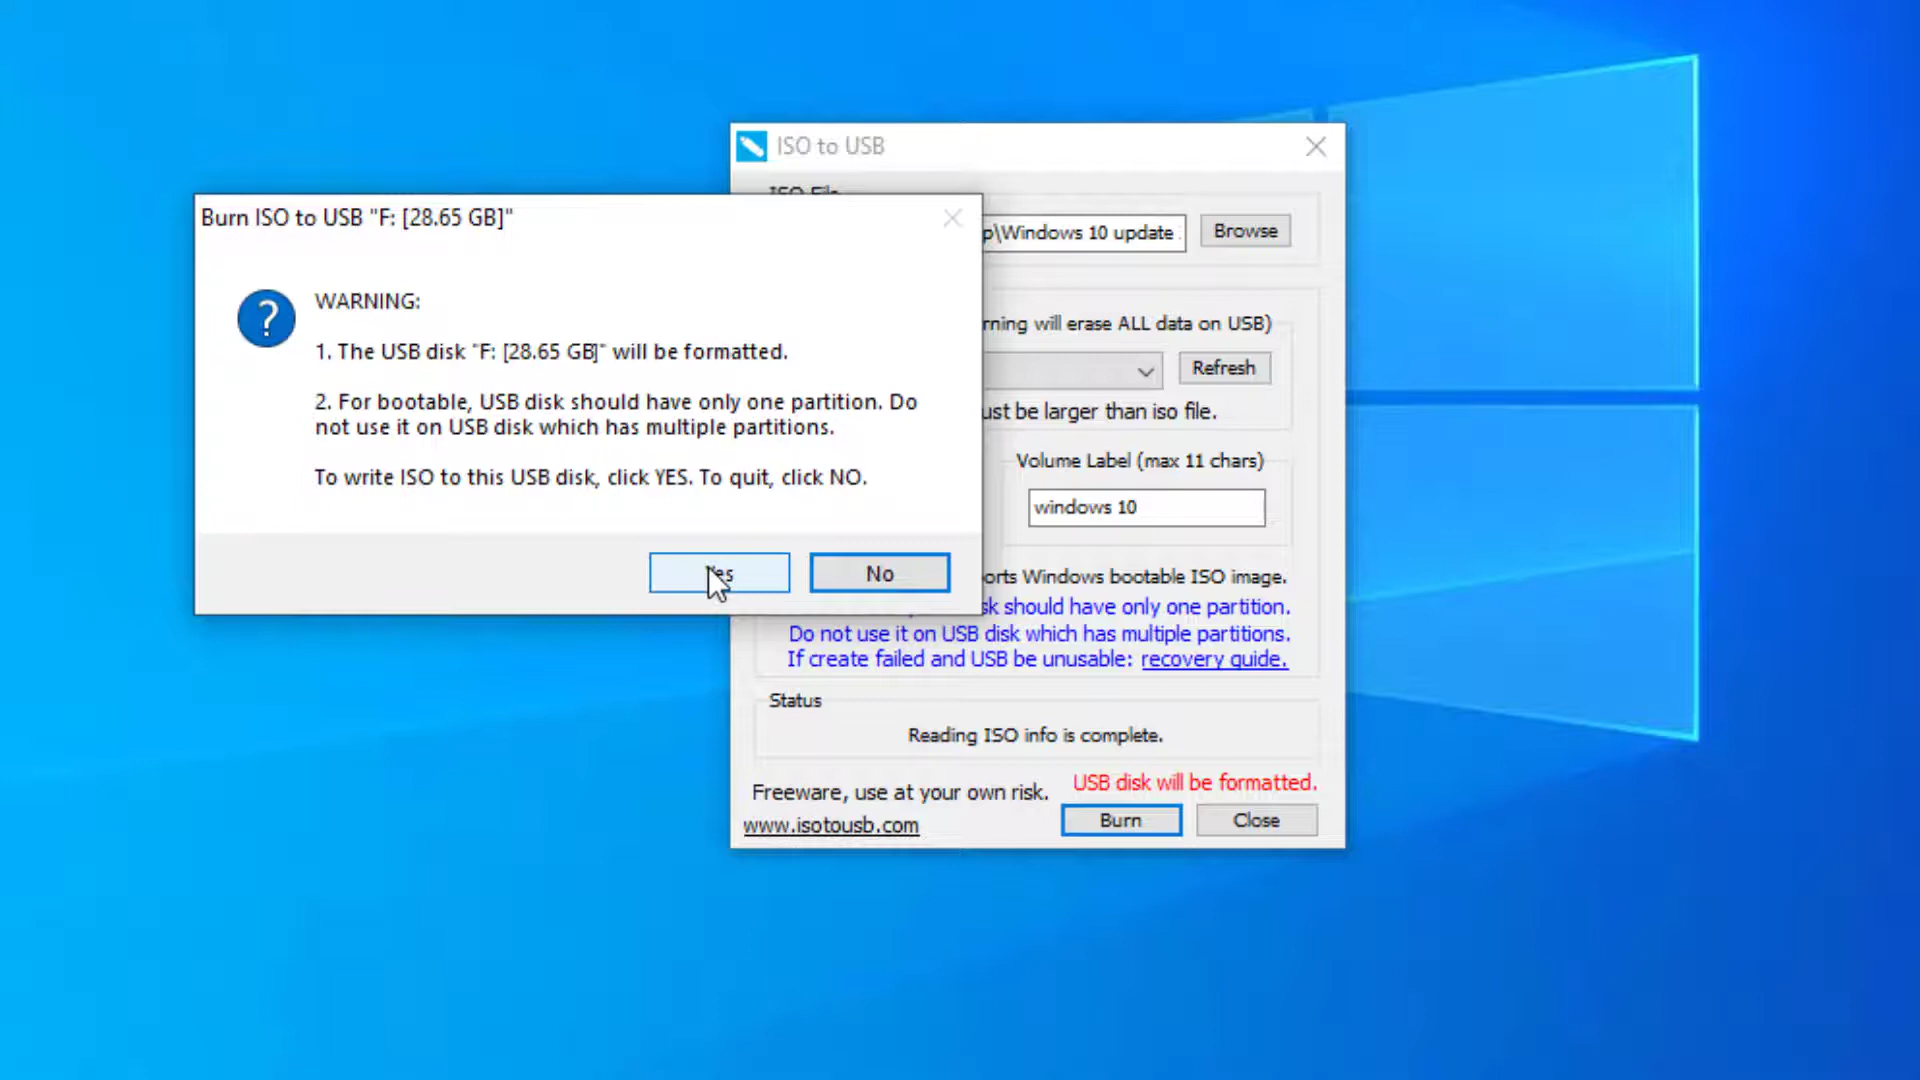 ISO to USB
ISO File
Burn ISO to USB "F: [28.65 GB]"
p\Windows 10 update
Browse
WARNING:
1. The USB disk "F: [28.65 GB]" will be formatted.
rning will erase ALL data on USB)
Refresh
2. For bootable, USB disk should have only one partition. Do
not use it on USB disk which has multiple partitions.
ust be larger than iso file.
Volume Label (max 11 chars)
To write ISO to this USB disk, click YES. To quit, click NO.
windows 10
Yes
No
orts Windows bootable ISO image.
sk should have only one partition.
Do not use it on USB disk which has multiple partitions.
If create failed and USB be unusable: recovery guide.
Status
Reading ISO info is complete.
USB disk will be formatted.
Freeware, use at your own risk.
www.isotousb.com
Burn
Close